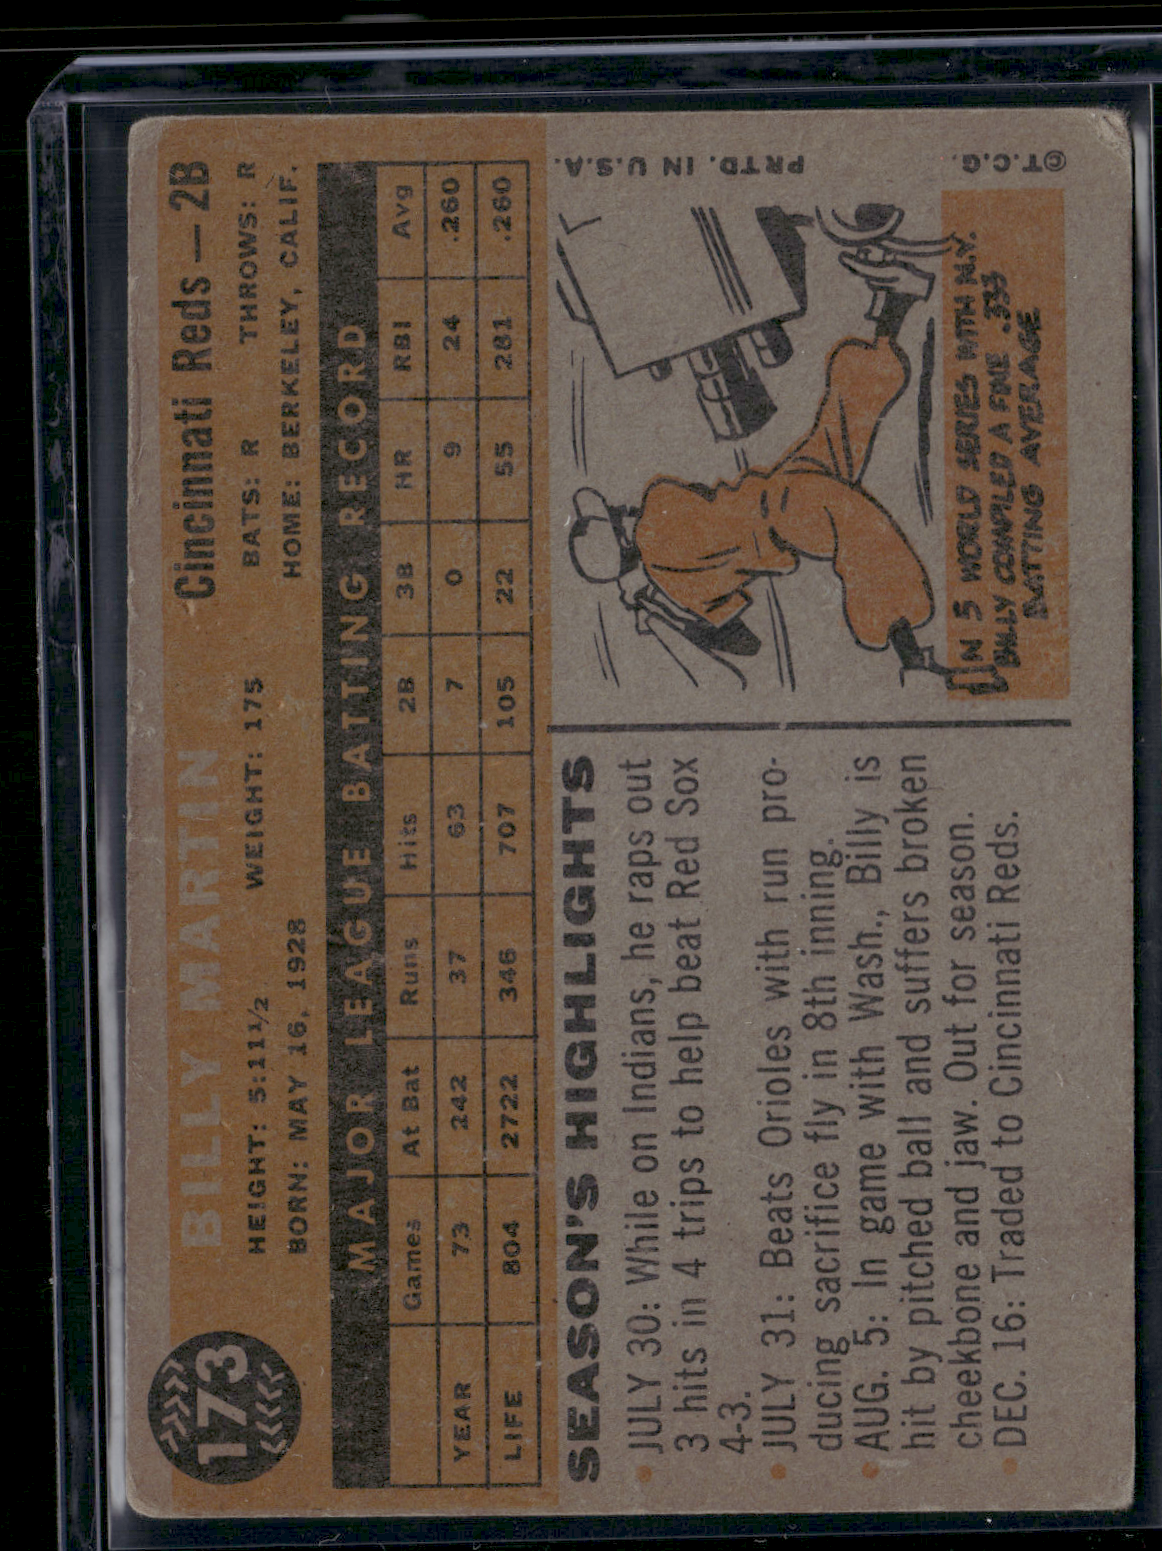 173
BILLY MARTIN
Cincinnati Reds—2B
HEIGHT: 5:11½ WEIGHT: 175 BATS: R THROWS: R
BORN: MAY 16, 1928 HOME: BERKELEY, CALIF.
MAJOR LEAGUE BATTING RECORD
Games At Bat Runs Hits 2B 3B HR RBI Avg
YEAR 73 242 37 63 7 0 9 24 .260
LIFE 804 2722 346 707 105 22 55 281 .260
SEASON'S HIGHLIGHTS
• JULY 30: While on Indians, he raps out
3 hits in 4 trips to help beat Red Sox
4-3.
• JULY 31: Beats Orioles with run pro-
ducing sacrifice fly in 8th inning.
• AUG. 5: In game with Wash., Billy is
hit by pitched ball and suffers broken
cheekbone and jaw. Out for season.
• DEC. 16: Traded to Cincinnati Reds.
IN 5 WORLD SERIES WITH N.Y.
BILLY COMPILED A FINE .333
BATTING AVERAGE
©T.C.G. PRTD. IN U.S.A.